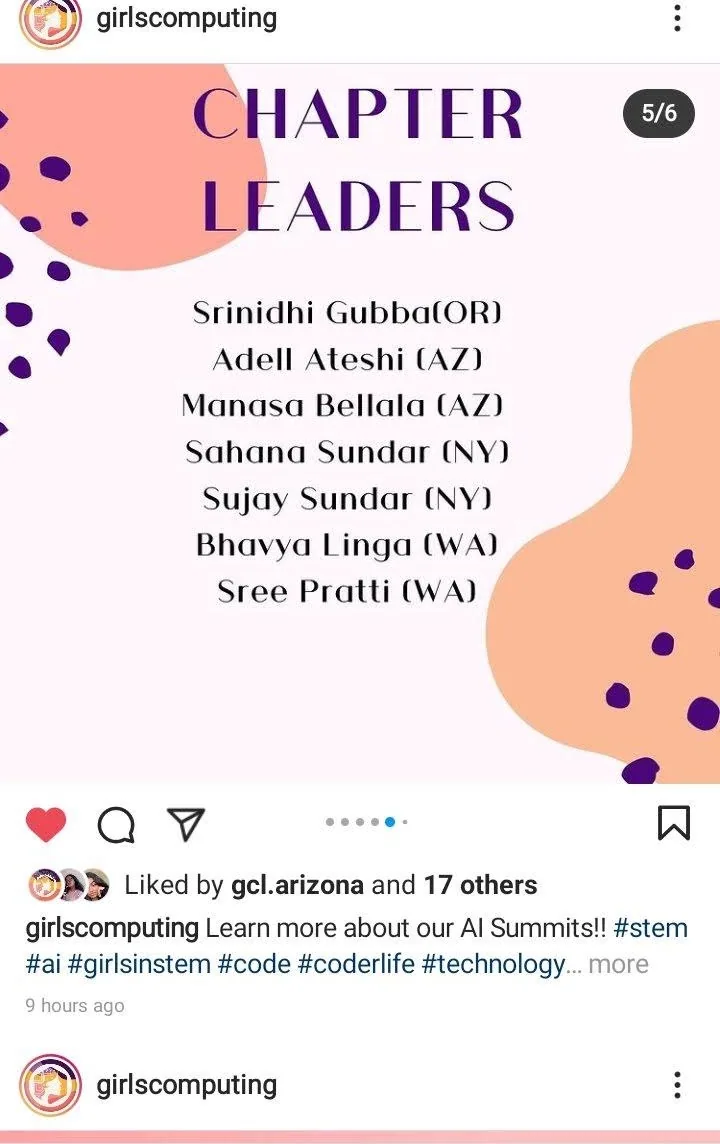 girlscomputing
CHAPTER
5/6
LEADERS
Srinidhi Gubba(OR)
Adell Ateshi (AZ)
Manasa Bellala (AZ)
Sahana Sundar (NY)
Sujay Sundar (NY)
Bhavya Linga (WA)
Sree Pratti (WA)
Liked by gcl.arizona and 17 others
girlscomputing Learn more about our AI Summits!! #stem
#ai #girlsinstem #code #coderlife #technology... more
9 hours ago
girlscomputing